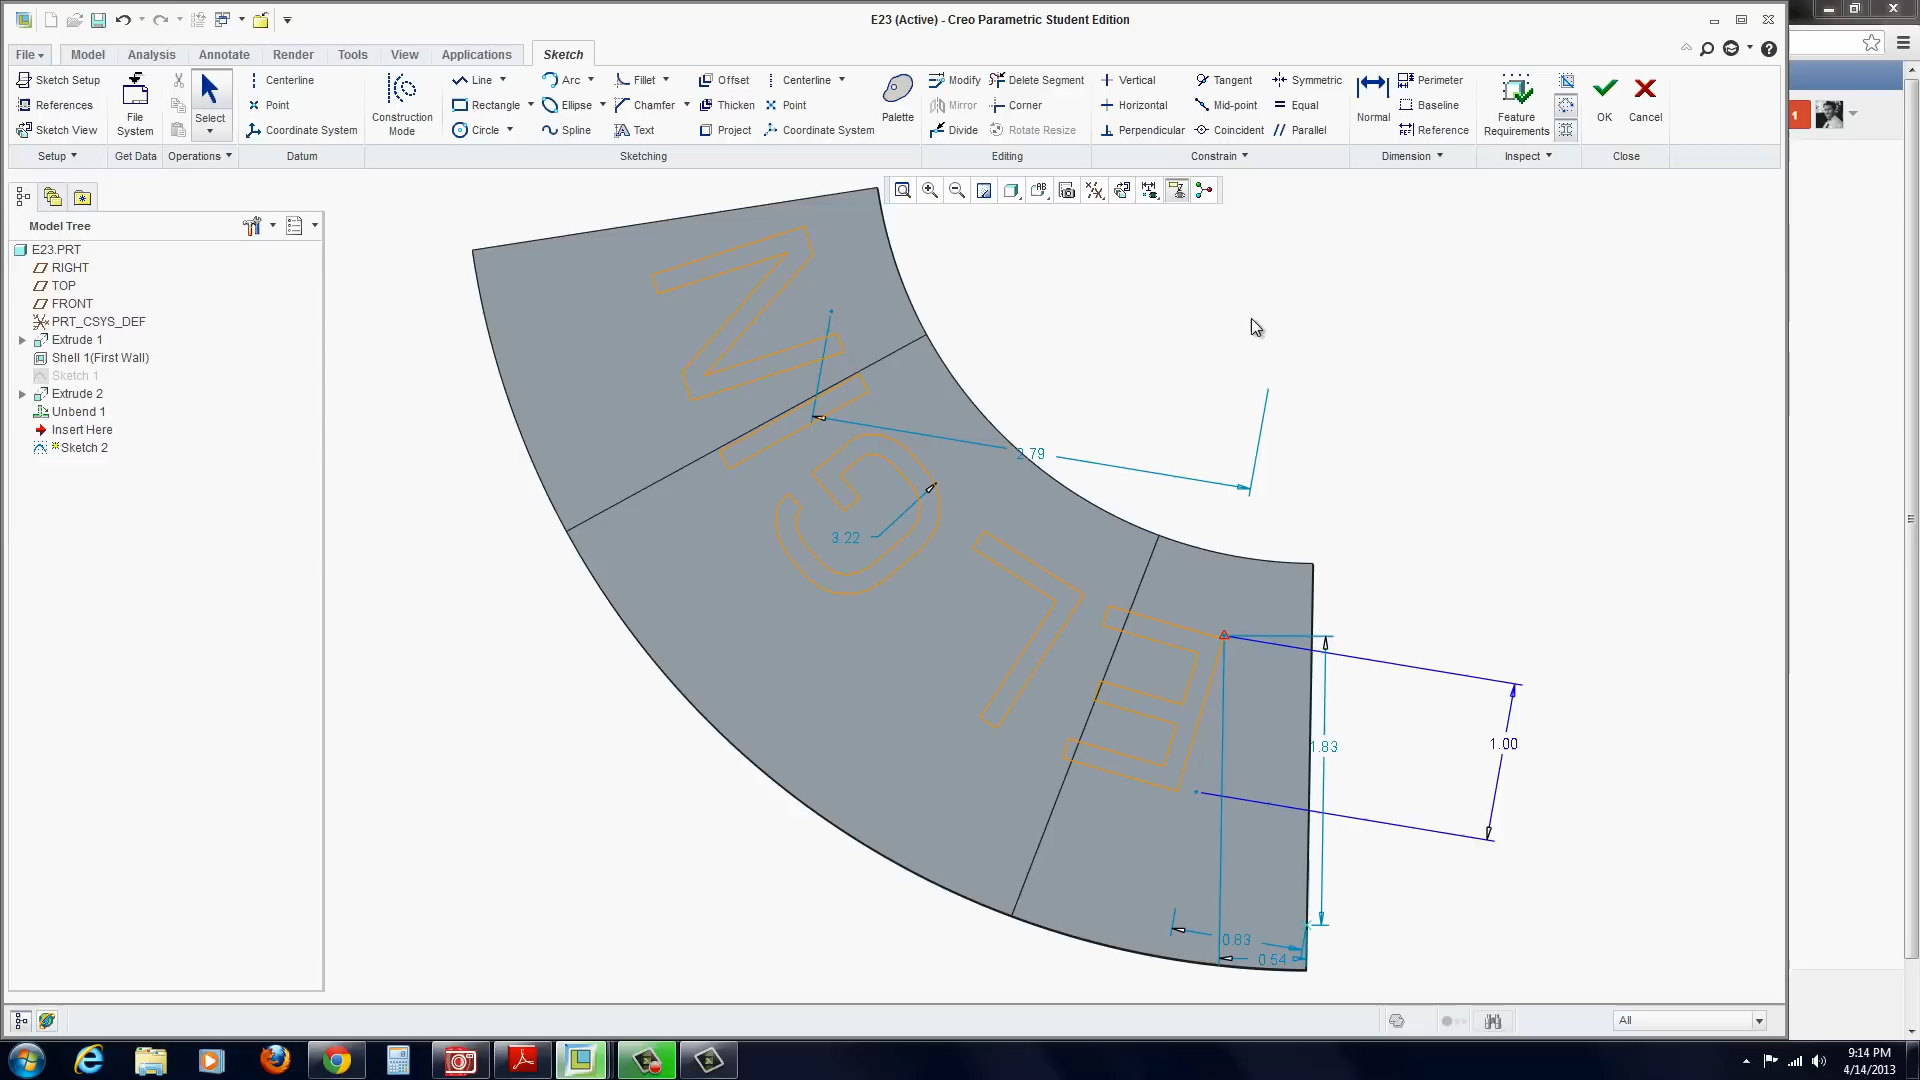 E23 (Active) - Creo Parametric Student Edition
File Model Analysis Annotate Render Tools View Applications Sketch
Sketch Setup
References
Sketch View
Setup
File System
Get Data
Select
Operations
Centerline
Point
Coordinate System
Datum
Construction Mode
Line
Rectangle
Circle
Arc
Ellipse
Spline
Fillet
Chamfer
Text
Offset
Thicken
Project
Centerline
Point
Coordinate System
Palette
Sketching
Modify
Mirror
Divide
Delete Segment
Corner
Rotate Resize
Editing
Vertical
Horizontal
Perpendicular
Tangent
Mid-point
Coincident
Symmetric
Equal
Parallel
Constrain
Normal
Perimeter
Baseline
Reference
Dimension
Feature Requirements
Inspect
OK
Cancel
Close
1
Model Tree
E23.PRT
RIGHT
TOP
FRONT
PRT_CSYS_DEF
Extrude 1
Shell 1(First Wall)
Sketch 1
Extrude 2
Unbend 1
Insert Here
Sketch 2
ELGIN
2.79
3.22
1.83
1.00
0.83
0.54
All
9:14 PM
4/14/2013